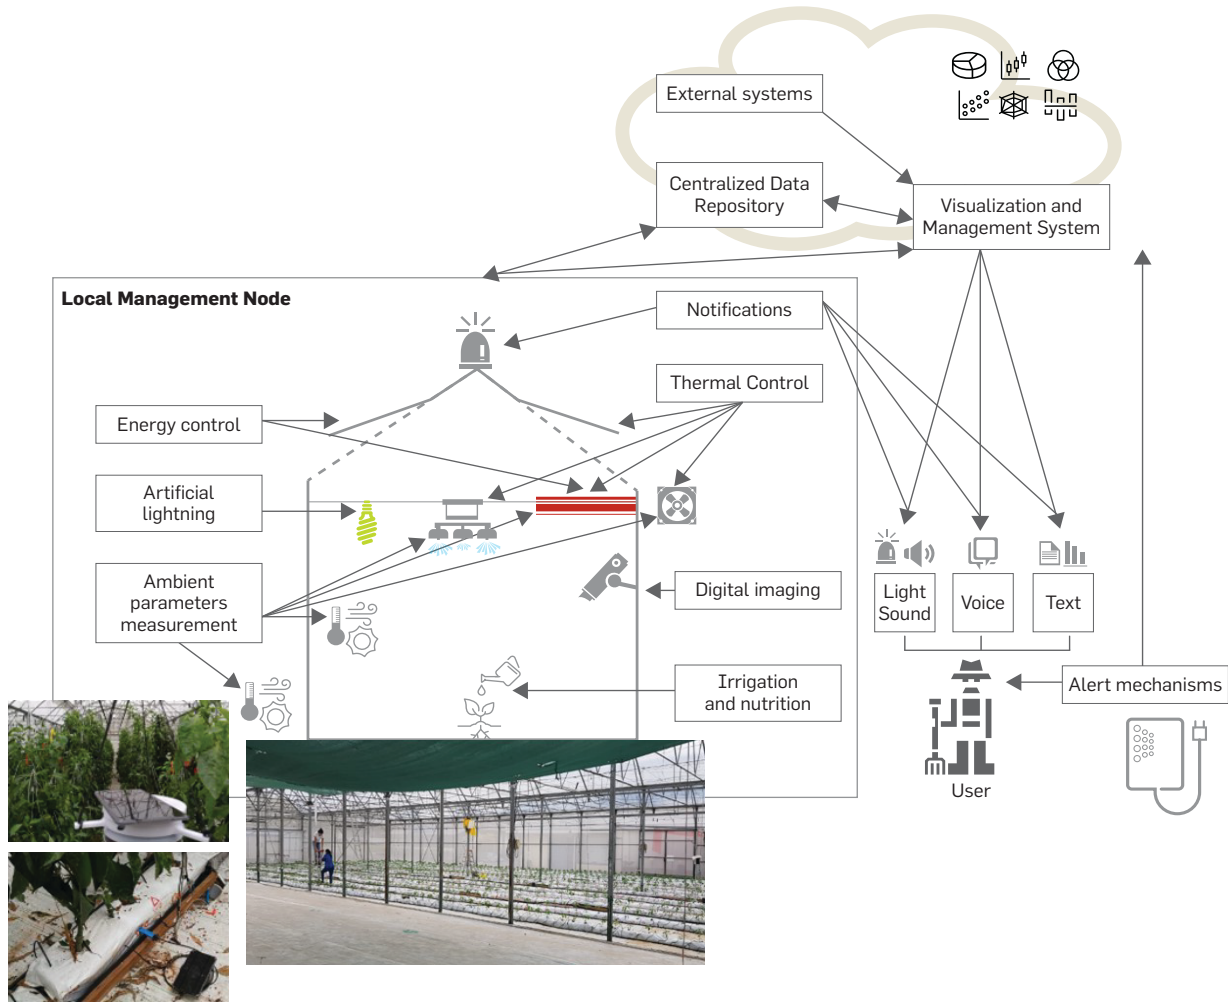 External systems
Centralized Data
Repository
Visualization and
Management System
Local Management Node
Notifications
Thermal Control
Energy control
Artificial
lightning
Ambient
parameters
measurement
Digital imaging
Irrigation
and nutrition
Light
Sound
Voice
Text
Alert mechanisms
User